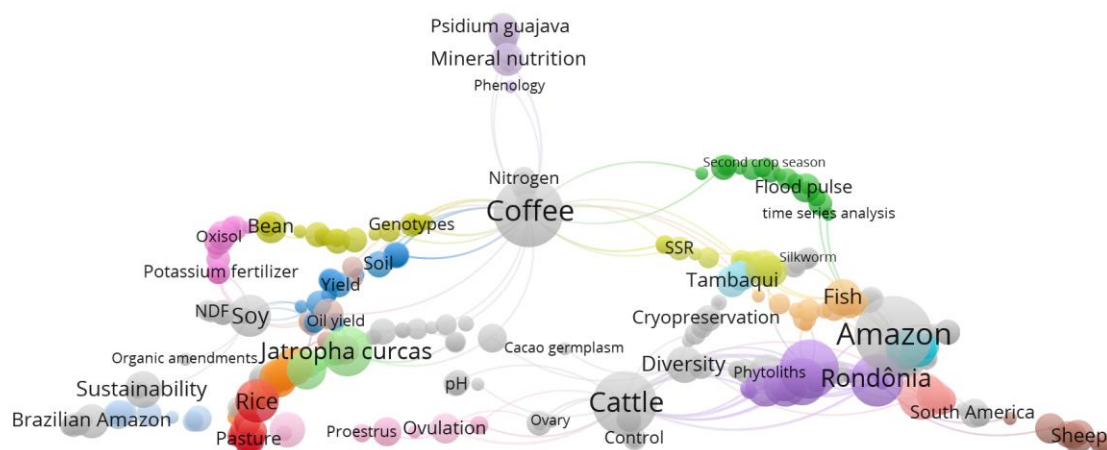 Psidium guajava
Mineral nutrition
Phenology
Nitrogen
Coffee
Second crop season
Flood pulse
time series analysis
Bean
Genotypes
Oxisol
SSR
Silkworm
Soil
Potassium fertilizer
Tambaqui
Yield
Fish
NDF
Soy
Oil yield
Cryopreservation
Amazon
Organic amendments
Jatropha curcas
Cacao germplasm
Diversity
Phytoliths
Rondônia
Sustainability
pH
Rice
Cattle
South America
Brazilian Amazon
Pasture
Proestrus
Ovulation
Ovary
Control
Sheep